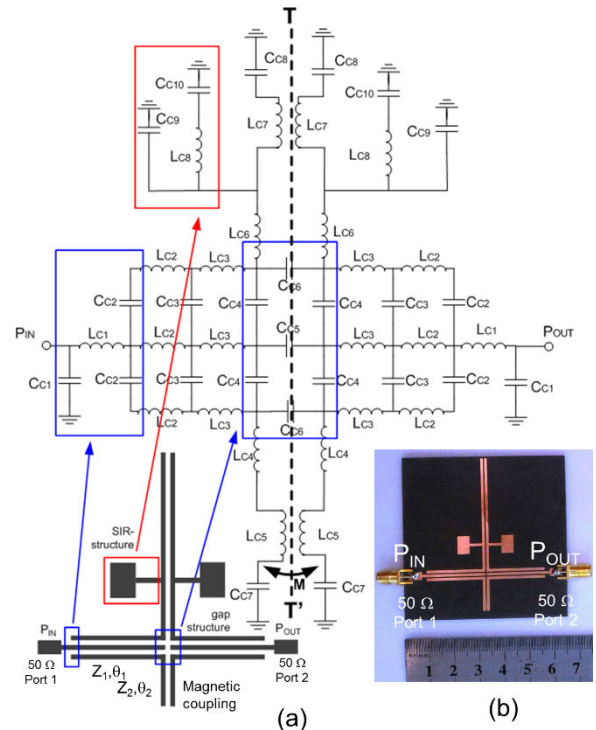 T
CC8 CC8
CC10 CC10
LC7 LC7
CC9 CC9
LC8 LC8
LC6 LC6
LC2 LC3 LC3 LC2
CC6
CC2 CC3 CC4 CC4 CC3 CC2
PIN LC1 LC2 LC3 CC5 LC3 LC2 LC1 POUT
CC1 CC2 CC3 CC4 CC4 CC3 CC2 CC1
LC2 LC3 CC6 LC3 LC2
LC4 LC4
LC5 LC5
M
CC7 CC7
T'
SIR-
structure
gap
structure
PIN POUT
50 Ω 50 Ω
Port 1 Port 2
Z1,θ1
Z2,θ2
Magnetic
coupling
(a)
PIN POUT
50 Ω 50 Ω
Port 1 Port 2
1 2 3 4 5 6 7
(b)